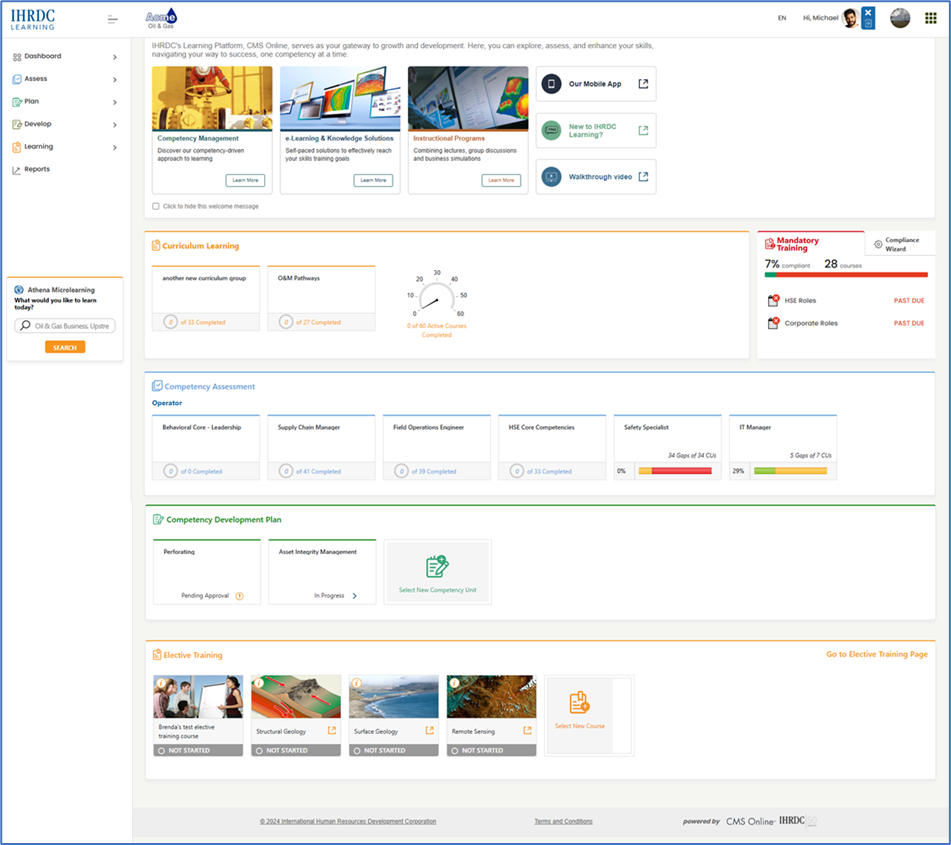 IHRDC
LEARNING
Acme
Oil & Gas
EN
Hi, Michael
Dashboard
Assess
Plan
Develop
Learning
Reports
Athena Microlearning
What would you like to learn
today?
Oil & Gas Business, Upstre
SEARCH
IHRDC's Learning Platform, CMS Online, serves as your gateway to growth and development. Here, you can explore, assess, and enhance your skills,
navigating your way to success, one competency at a time.
Competency Management
Discover our competency-driven
approach to learning
Learn More
e-Learning & Knowledge Solutions
Self-paced solutions to effectively reach
your skills training goals
Learn More
Instructional Programs
Combining lectures, group discussions
and business simulations
Learn More
Our Mobile App
FAQ
New to IHRDC
Learning?
Walkthrough video
Click to hide this welcome message
Curriculum Learning
another new curriculum group
0 of 33 Completed
O&M Pathways
0 of 27 Completed
0 10 20 30 40 50 60
0 of 60 Active Courses
Completed
Mandatory
Training
Compliance
Wizard
7% compliant 28 courses
HSE Roles PAST DUE
Corporate Roles PAST DUE
Competency Assessment
Operator
Behavioral Core - Leadership
0 of 0 Completed
Supply Chain Manager
0 of 41 Completed
Field Operations Engineer
0 of 39 Completed
HSE Core Competencies
0 of 33 Completed
Safety Specialist
34 Gaps of 34 CUs
0%
IT Manager
5 Gaps of 7 CUs
29%
Competency Development Plan
Perforating
Pending Approval
Asset Integrity Management
In Progress
Select New Competency Unit
Elective Training
Go to Elective Training Page
Brenda's test elective
training course
NOT STARTED
Structural Geology
NOT STARTED
Surface Geology
NOT STARTED
Remote Sensing
NOT STARTED
Select New Course
© 2024 International Human Resources Development Corporation
Terms and Conditions
powered by CMS Online IHRDC 50